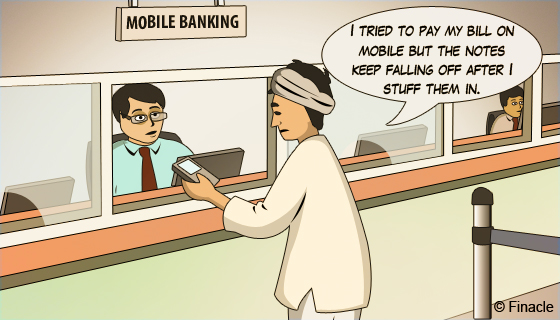 MOBILE BANKING
I TRIED TO PAY MY BILL ON
MOBILE BUT THE NOTES
KEEP FALLING OFF AFTER I
STUFF THEM IN.
© Finacle